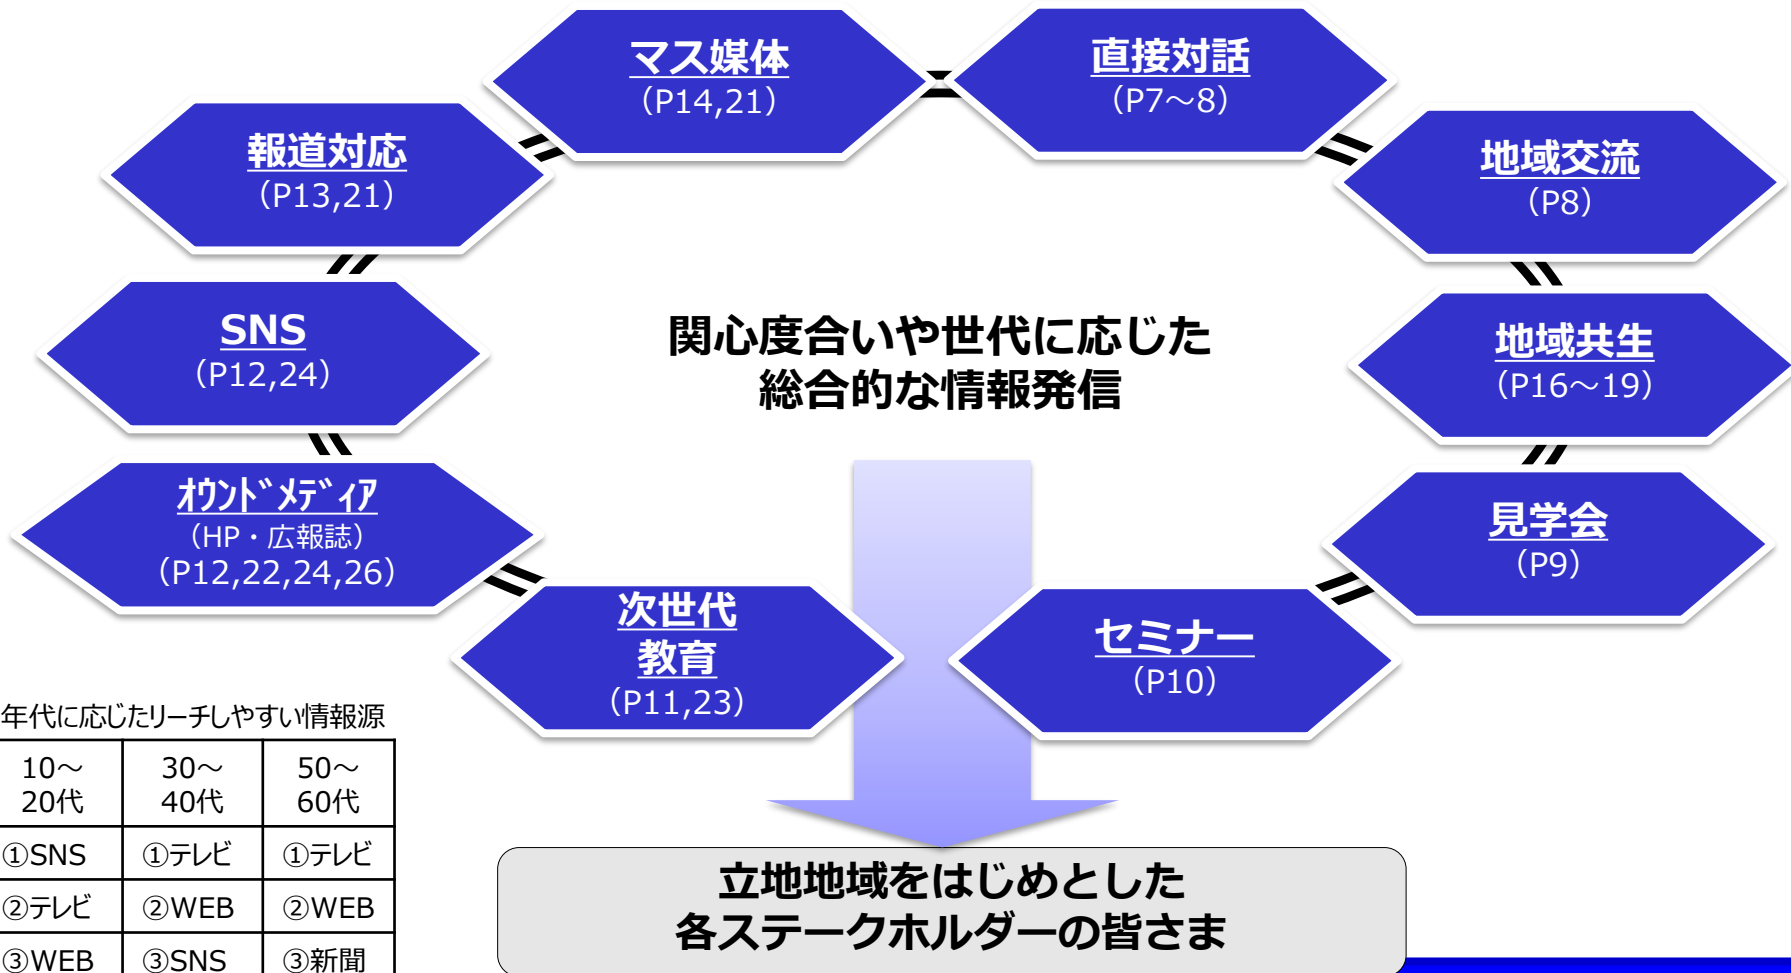 マス媒体
（P14,21）
直接対話
（P7～8）
報道対応
（P13,21）
地域交流
（P8）
SNS
（P12,24）
関心度合いや世代に応じた
総合的な情報発信
地域共生
（P16～19）
ｵｳﾝﾄﾞﾒﾃﾞｨｱ
（HP・広報誌）
（P12,22,24,26）
見学会
（P9）
次世代
教育
（P11,23）
セミナー
（P10）
年代に応じたリーチしやすい情報源
10～ 30～ 50～
20代 40代 60代
①SNS ①テレビ ①テレビ
②テレビ ②WEB ②WEB
③WEB ③SNS ③新聞
立地地域をはじめとした
各ステークホルダーの皆さま